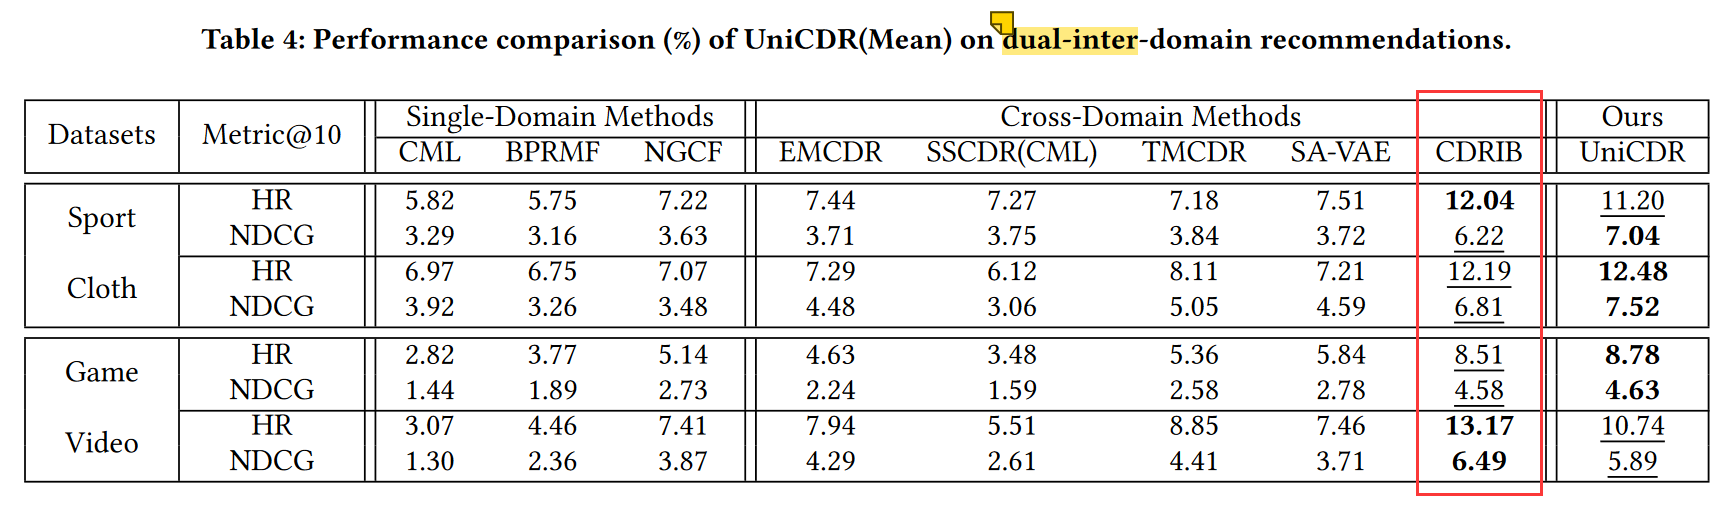 Table 4: Performance comparison (%) of UniCDR(Mean) on dual-inter-domain recommendations.
Datasets Metric@10 Single-Domain Methods Cross-Domain Methods Ours
CML BPRMF NGCF EMCDR SSCDR(CML) TMCDR SA-VAE CDRIB UniCDR
Sport HR 5.82 5.75 7.22 7.44 7.27 7.18 7.51 12.04 11.20
NDCG 3.29 3.16 3.63 3.71 3.75 3.84 3.72 6.22 7.04
Cloth HR 6.97 6.75 7.07 7.29 6.12 8.11 7.21 12.19 12.48
NDCG 3.92 3.26 3.48 4.48 3.06 5.05 4.59 6.81 7.52
Game HR 2.82 3.77 5.14 4.63 3.48 5.36 5.84 8.51 8.78
NDCG 1.44 1.89 2.73 2.24 1.59 2.58 2.78 4.58 4.63
Video HR 3.07 4.46 7.41 7.94 5.51 8.85 7.46 13.17 10.74
NDCG 1.30 2.36 3.87 4.29 2.61 4.41 3.71 6.49 5.89